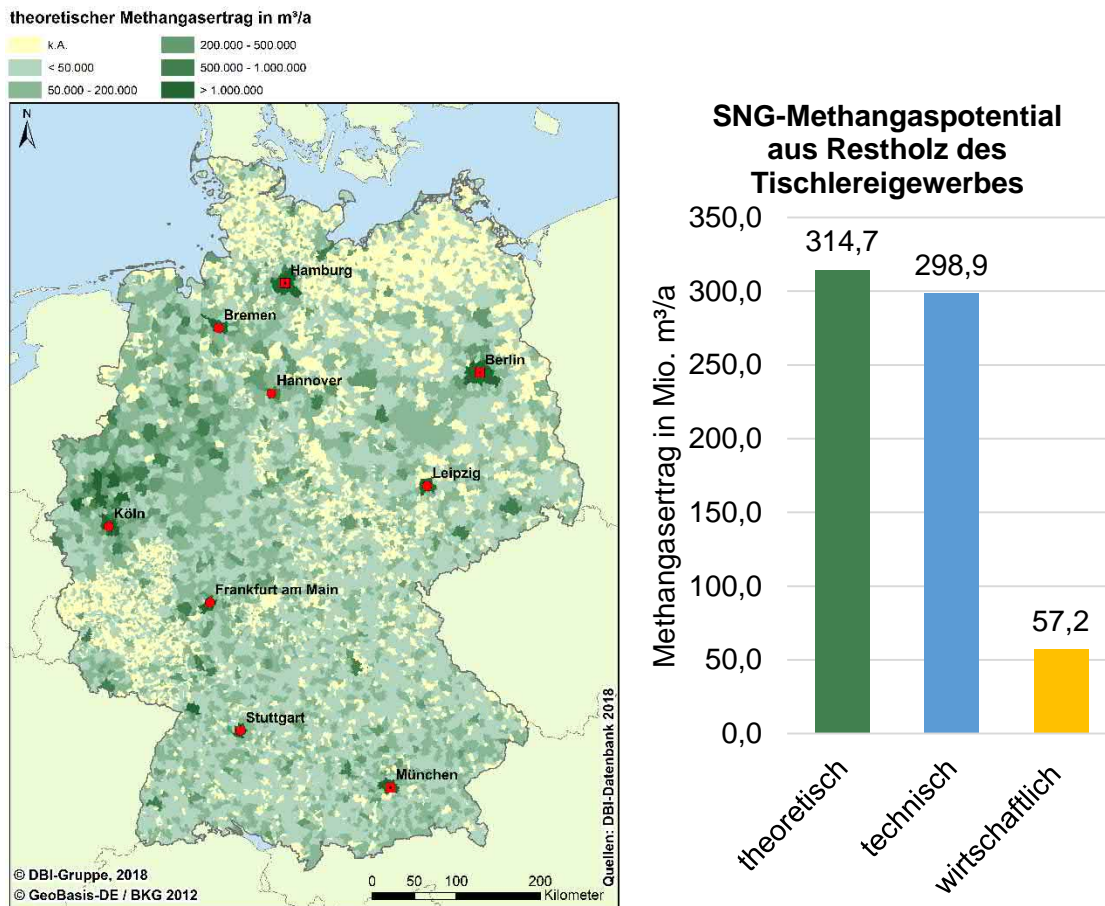 theoretischer Methangasertrag in m³/a
k.A.
< 50.000
50.000 - 200.000
200.000 - 500.000
500.000 - 1.000.000
> 1.000.000
N
Hamburg
Bremen
Berlin
Hannover
Leipzig
Köln
Frankfurt am Main
Stuttgart
München
Quellen: DBI-Datenbank 2018
© DBI-Gruppe, 2018
© GeoBasis-DE / BKG 2012
0 50 100 200
Kilometer
SNG-Methangaspotential
aus Restholz des
Tischlereigewerbes
Methangasertrag in Mio. m³/a
350,0
300,0
250,0
200,0
150,0
100,0
50,0
0,0
314,7
298,9
57,2
theoretisch
technisch
wirtschaftlich